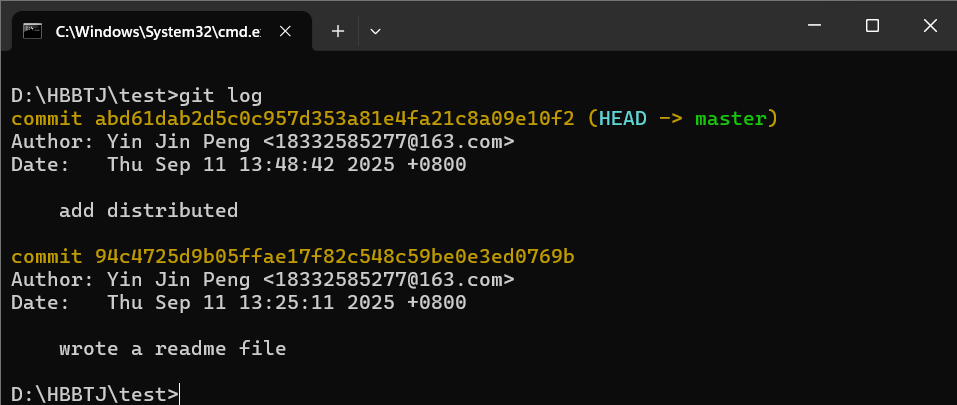 C:\Windows\System32\cmd.e
D:\HBBTJ\test>git log
commit abd61dab2d5c0c957d353a81e4fa21c8a09e10f2 (HEAD -> master)
Author: Yin Jin Peng <18332585277@163.com>
Date:   Thu Sep 11 13:48:42 2025 +0800
    add distributed
commit 94c4725d9b05ffae17f82c548c59be0e3ed0769b
Author: Yin Jin Peng <18332585277@163.com>
Date:   Thu Sep 11 13:25:11 2025 +0800
    wrote a readme file
D:\HBBTJ\test>